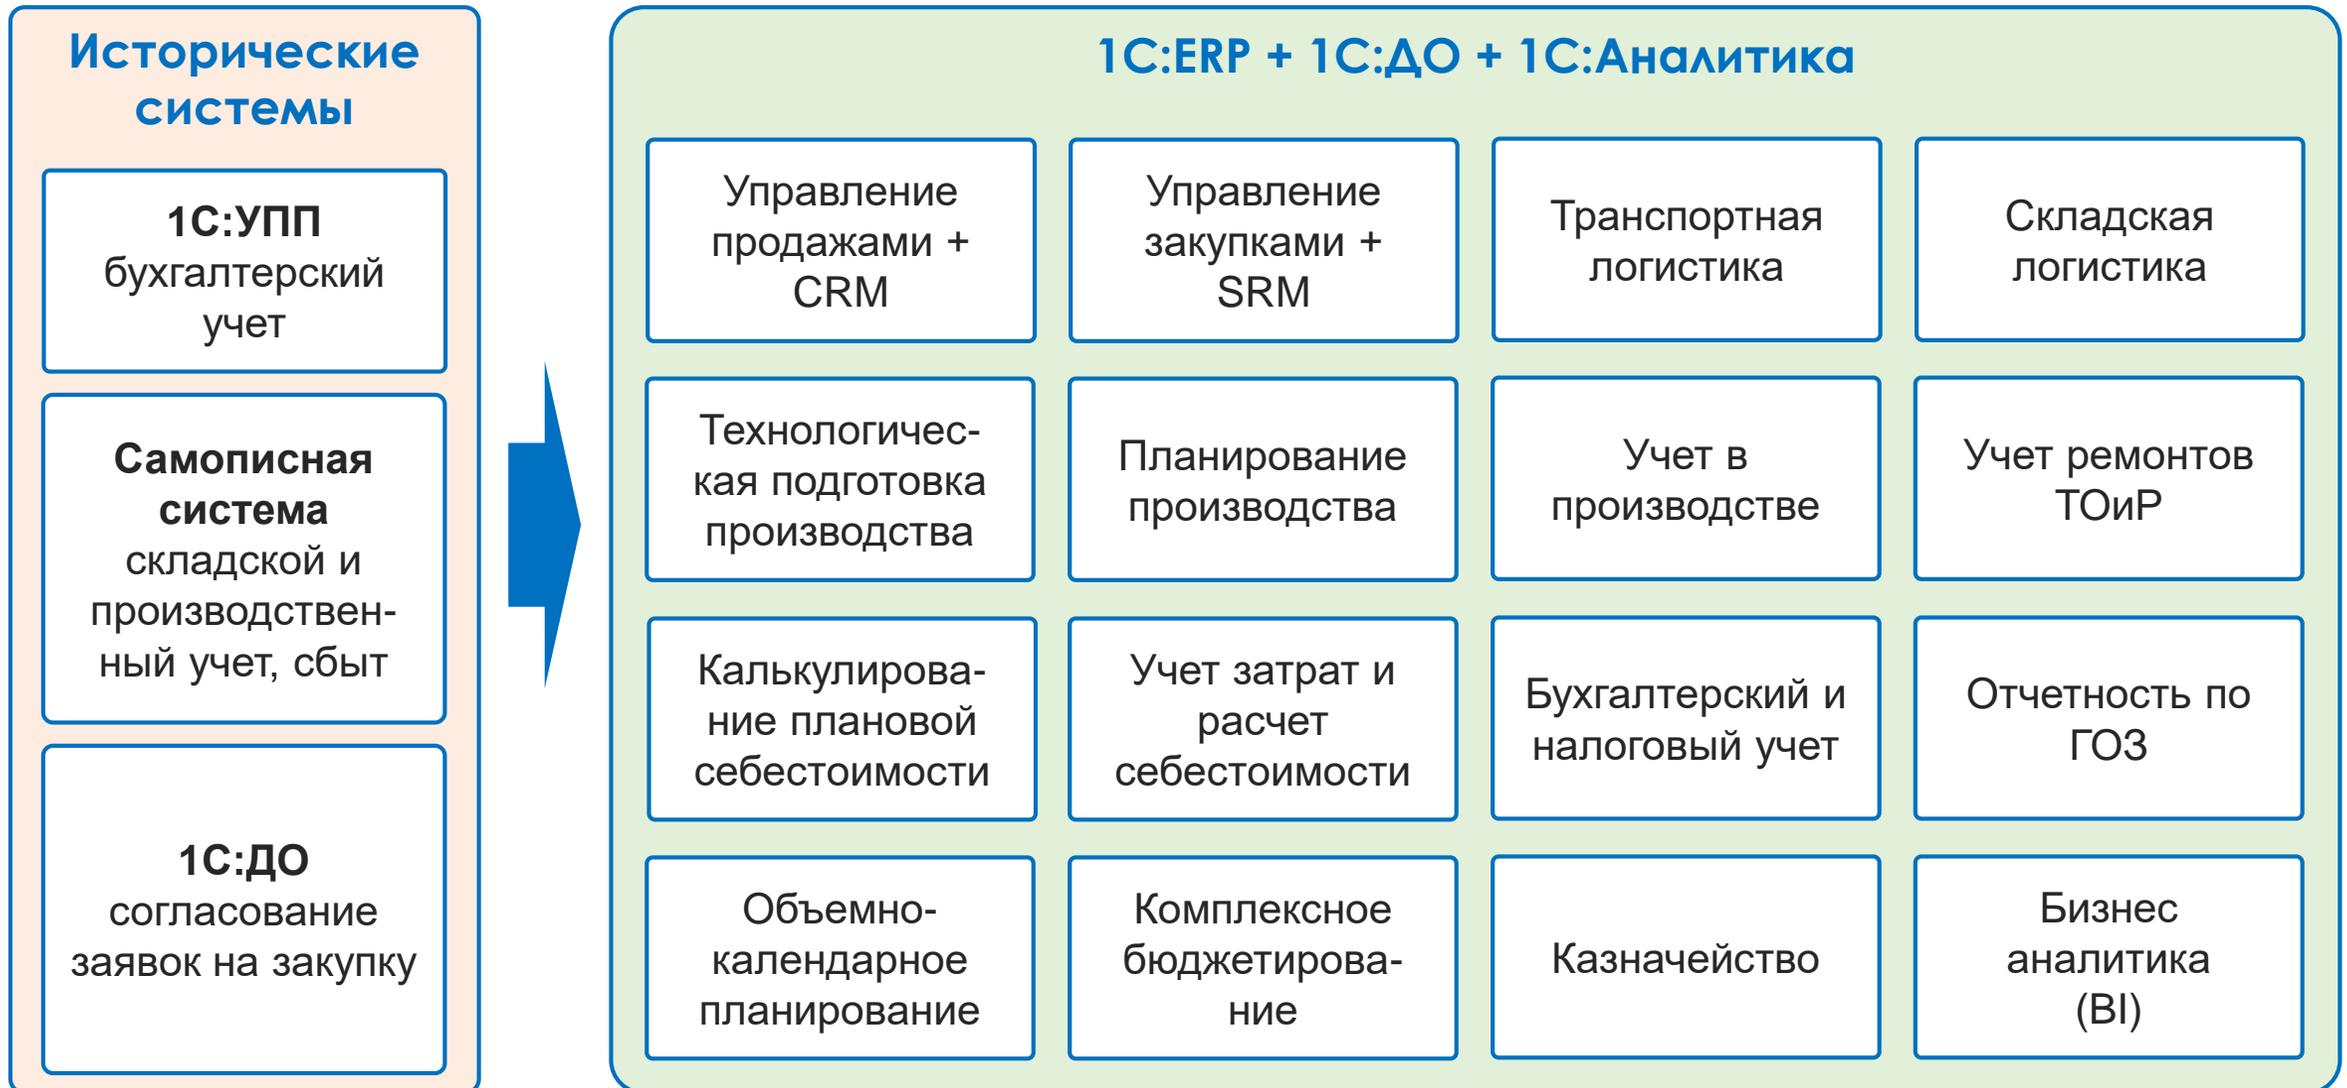 Исторические
системы
1С:УПП
бухгалтерский
учет
Самописная
система
складской и
производствен-
ный учет, сбыт
1С:ДО
согласование
заявок на закупку
1С:ERP + 1С:ДО + 1С:Аналитика
Управление
продажами +
CRM
Управление
закупками +
SRM
Транспортная
логистика
Складская
логистика
Технологичес-
кая подготовка
производства
Планирование
производства
Учет в
производстве
Учет ремонтов
ТОиР
Калькулирова-
ние плановой
себестоимости
Учет затрат и
расчет
себестоимости
Бухгалтерский и
налоговый учет
Отчетность по
ГОЗ
Объемно-
календарное
планирование
Комплексное
бюджетирова-
ние
Казначейство
Бизнес
аналитика
(BI)